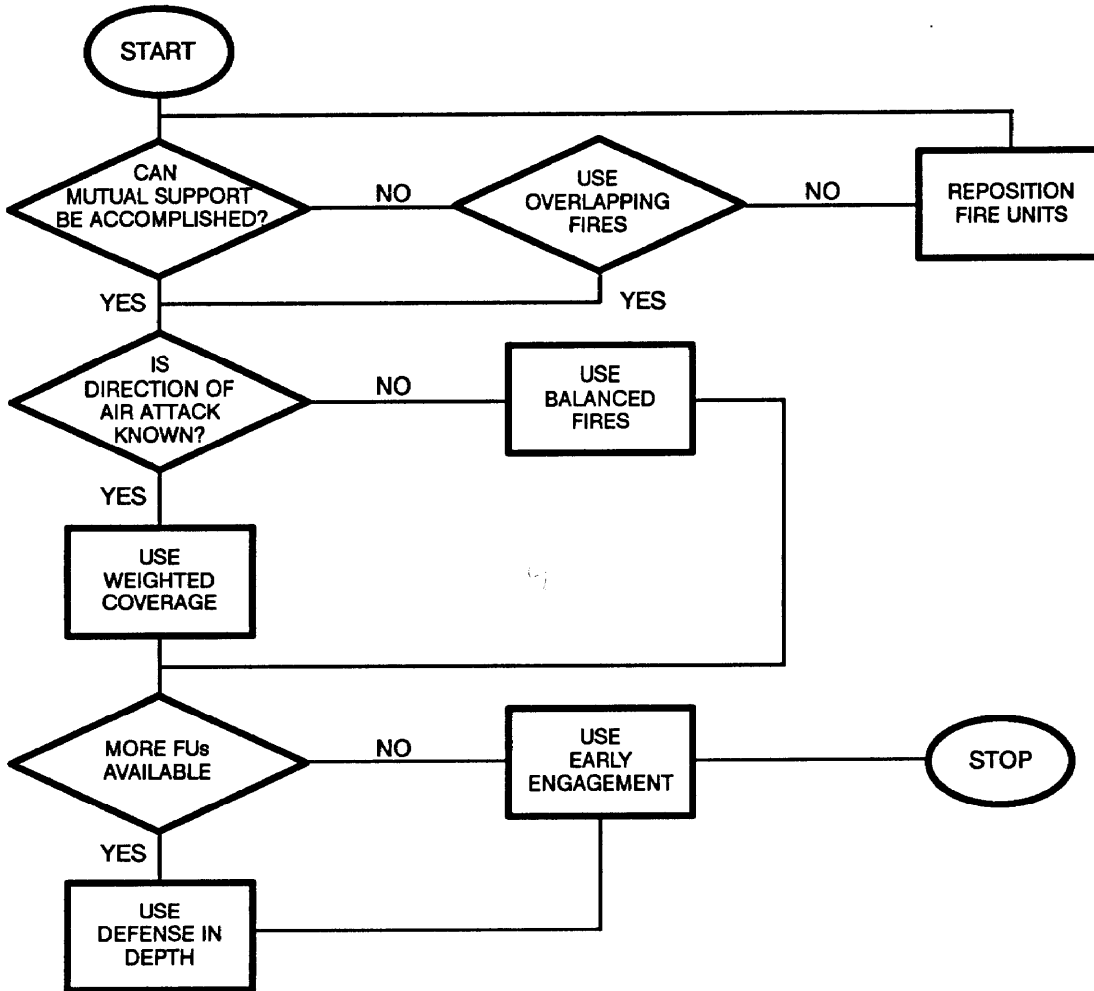 START
CAN
MUTUAL SUPPORT
BE ACCOMPLISHED?
NO
USE
OVERLAPPING
FIRES
NO
REPOSITION
FIRE UNITS
YES
YES
IS
DIRECTION OF
AIR ATTACK
KNOWN?
NO
USE
BALANCED
FIRES
YES
USE
WEIGHTED
COVERAGE
MORE FUs
AVAILABLE
NO
USE
EARLY
ENGAGEMENT
STOP
YES
USE
DEFENSE IN
DEPTH